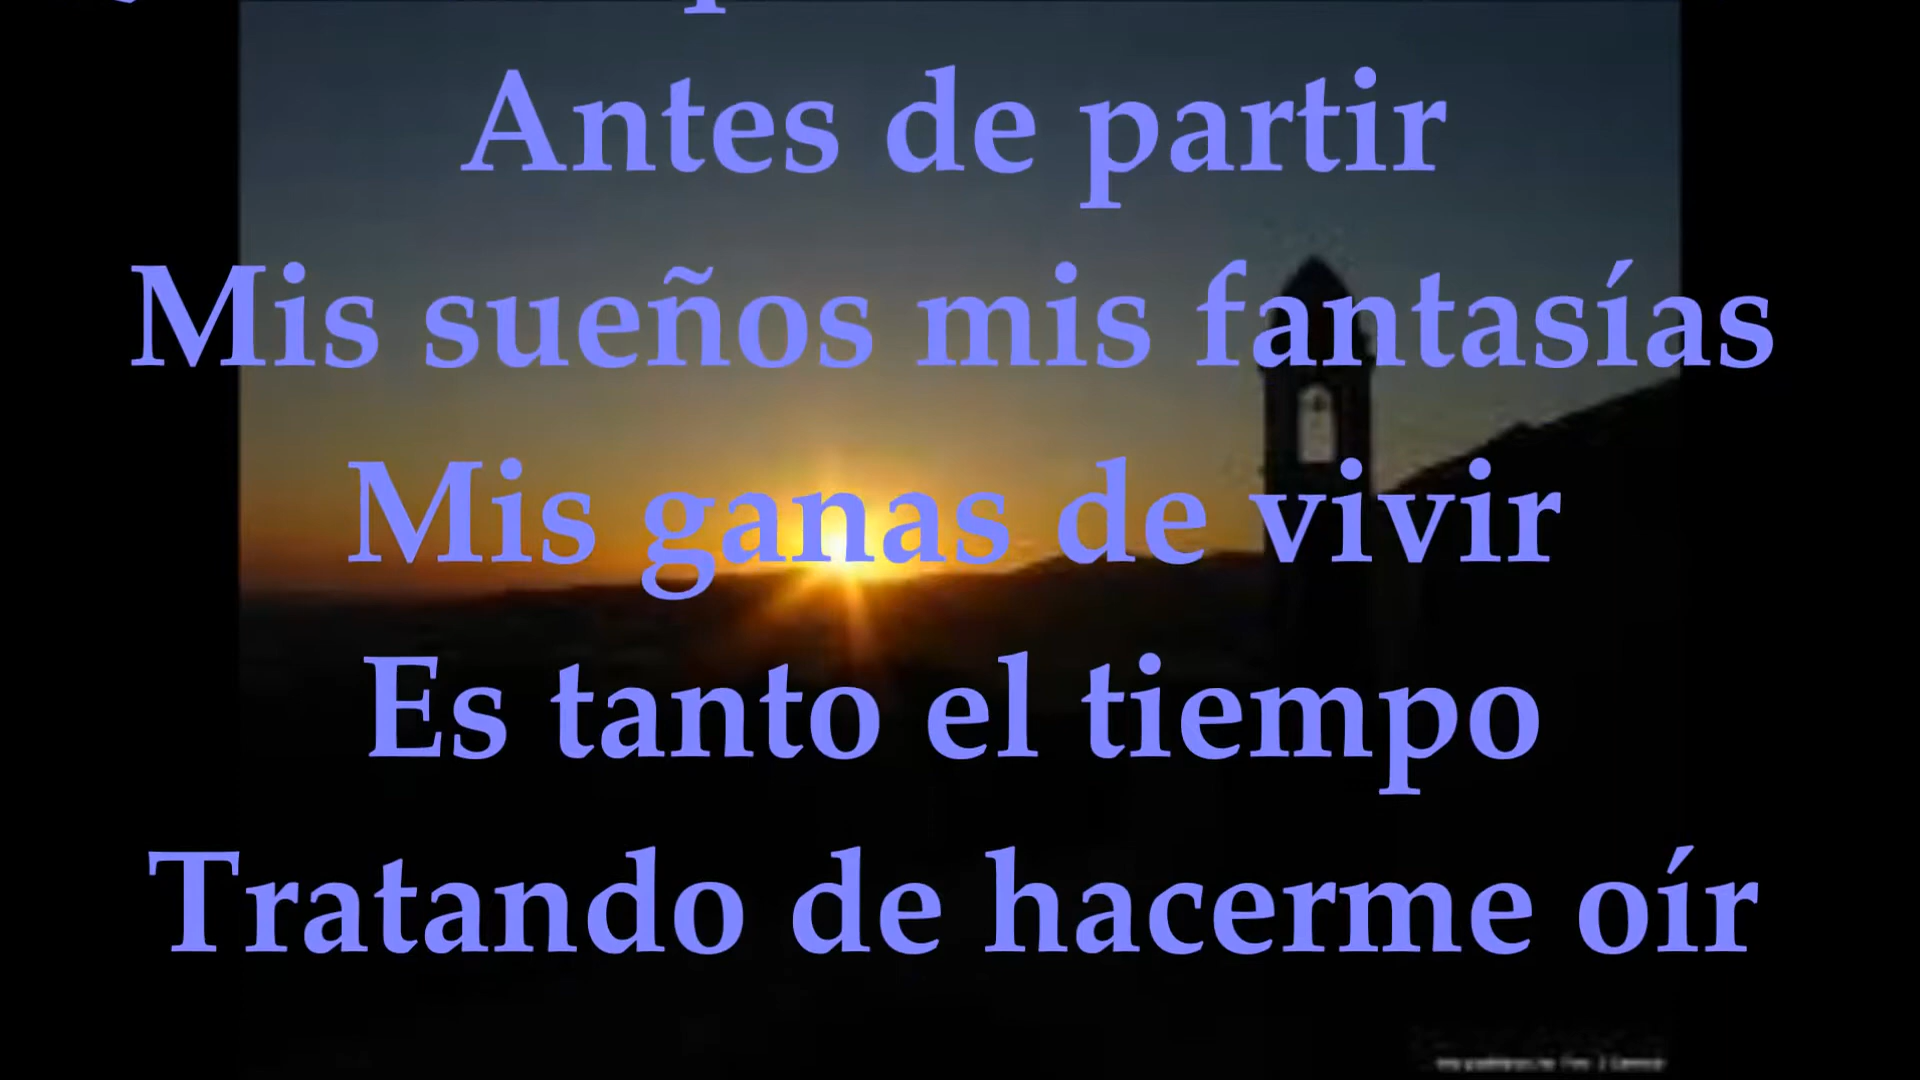 Antes de partir
Mis sueños mis fantasías
Mis ganas de vivir
Es tanto el tiempo
Tratando de hacerme oír